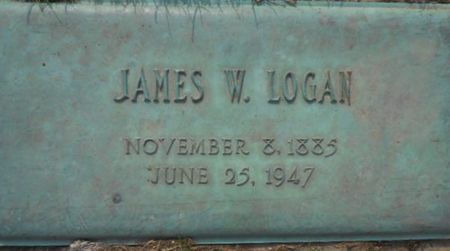 JAMES W. LOGAN
NOVEMBER 8, 1885
JUNE 25, 1947